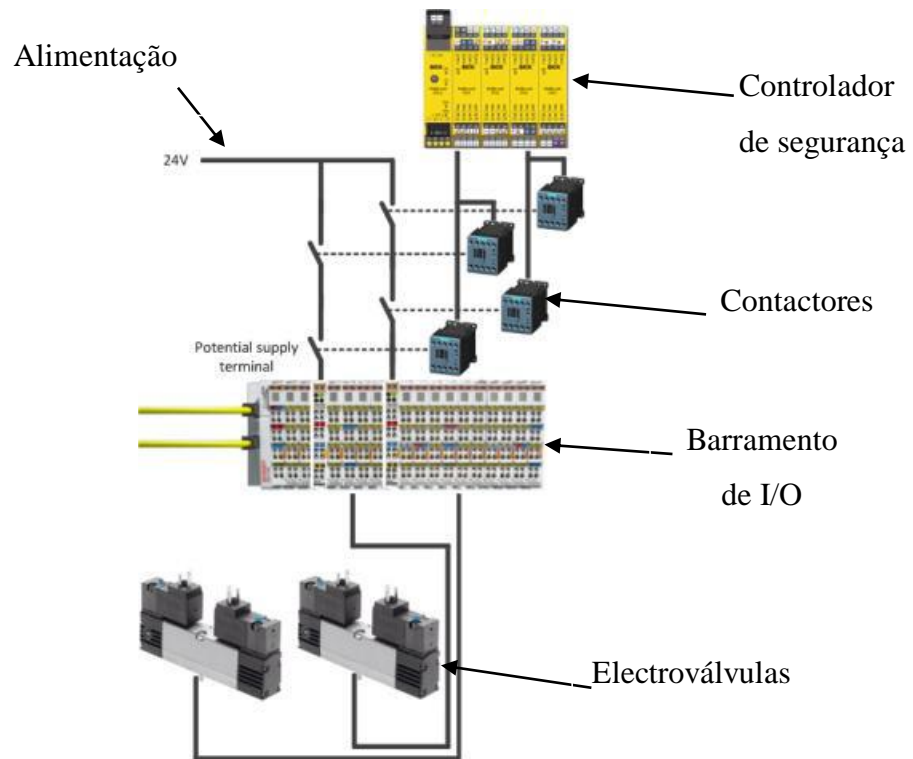 Alimentação
Controlador
de segurança
24V
Contactores
Potential supply
terminal
Barramento
de I/O
Electroválvulas